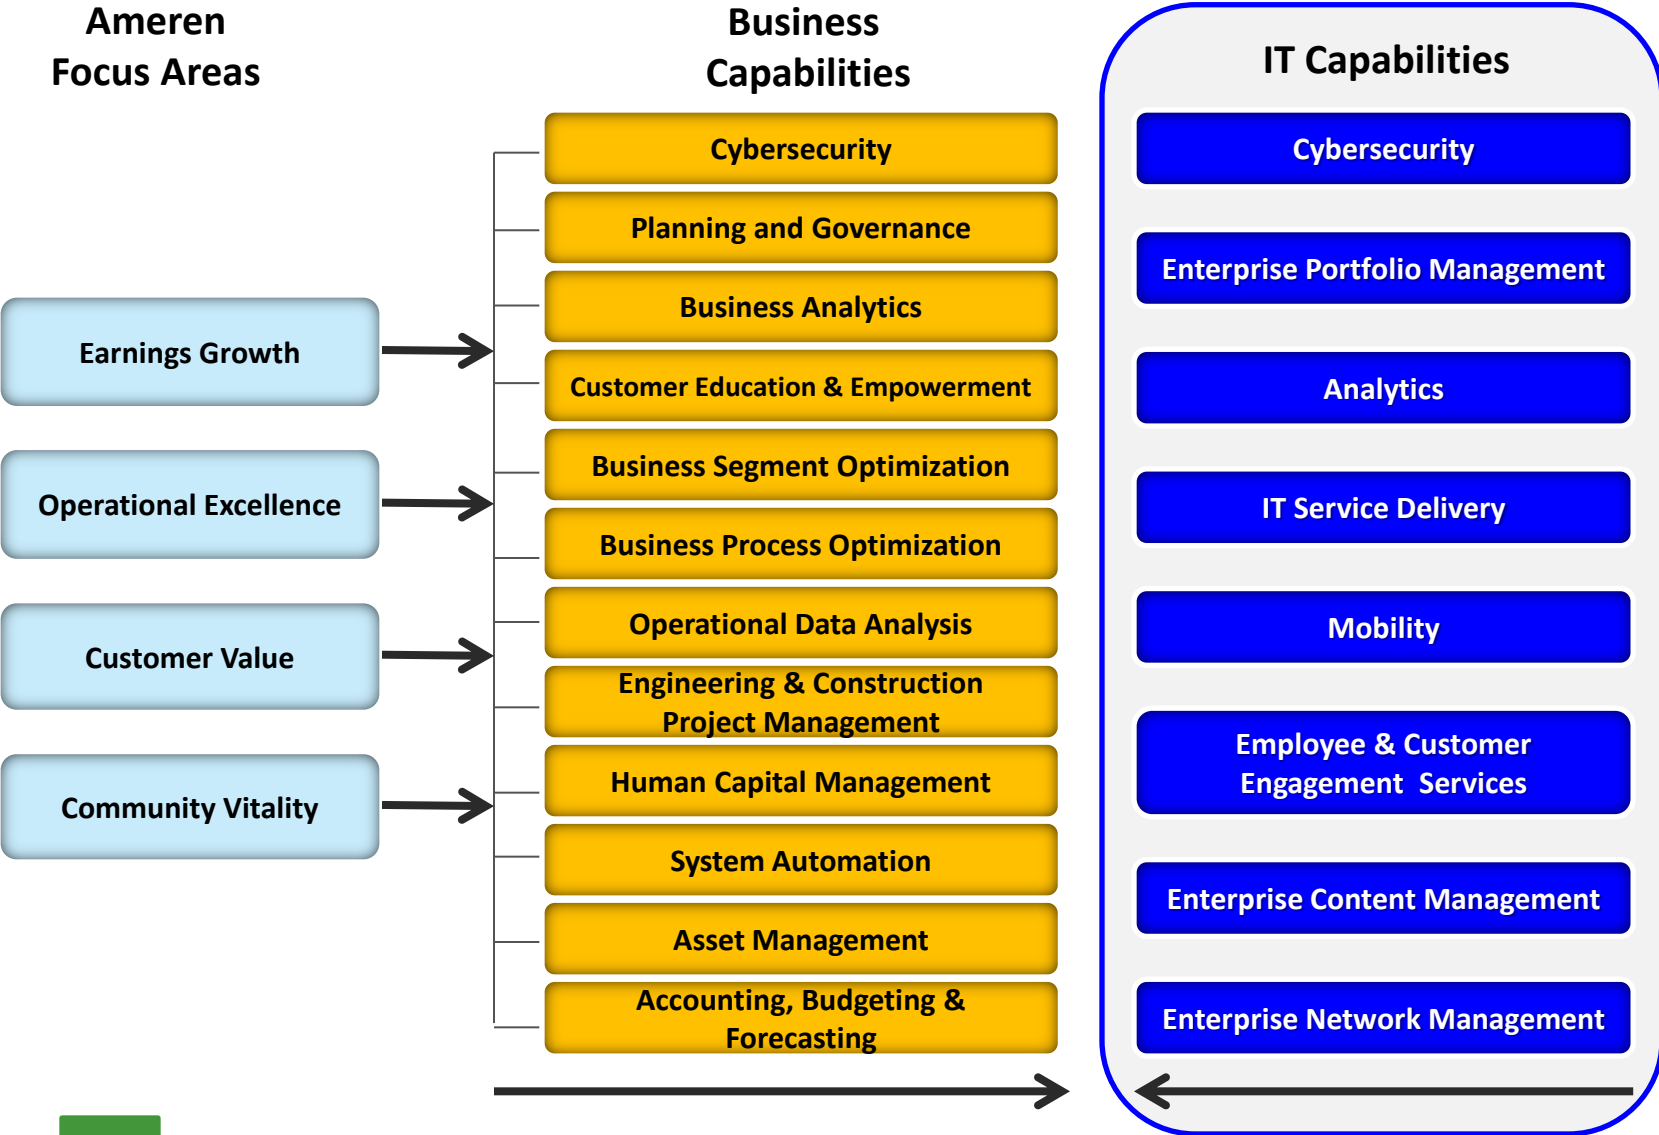 Ameren
Focus Areas
Earnings Growth
Operational Excellence
Customer Value
Community Vitality
Business
Capabilities
Cybersecurity
Planning and Governance
Business Analytics
Customer Education & Empowerment
Business Segment Optimization
Business Process Optimization
Operational Data Analysis
Engineering & Construction
Project Management
Human Capital Management
System Automation
Asset Management
Accounting, Budgeting &
Forecasting
IT Capabilities
Cybersecurity
Enterprise Portfolio Management
Analytics
IT Service Delivery
Mobility
Employee & Customer
Engagement Services
Enterprise Content Management
Enterprise Network Management